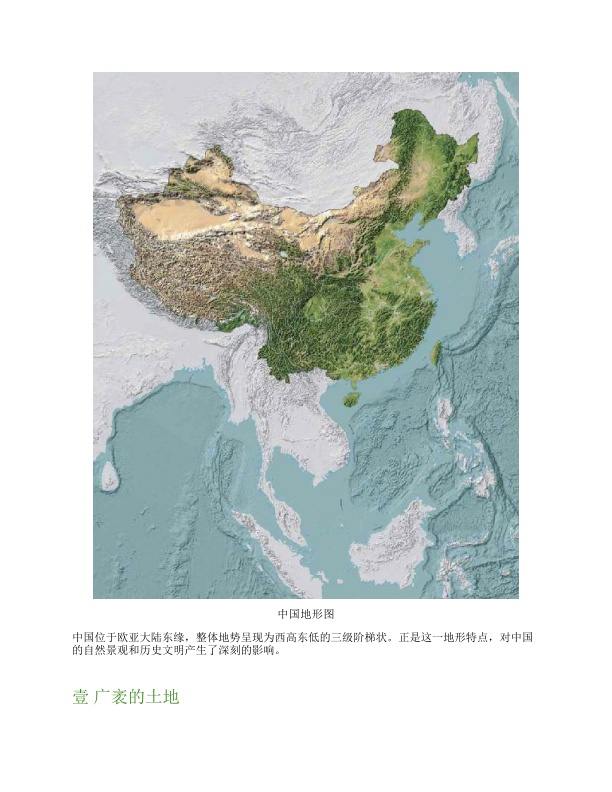 中国地形图
中国位于欧亚大陆东缘，整体地势呈现为西高东低的三级阶梯状。正是这一地形特点，对中国
的自然景观和历史文明产生了深刻的影响。
壹 广袤的土地